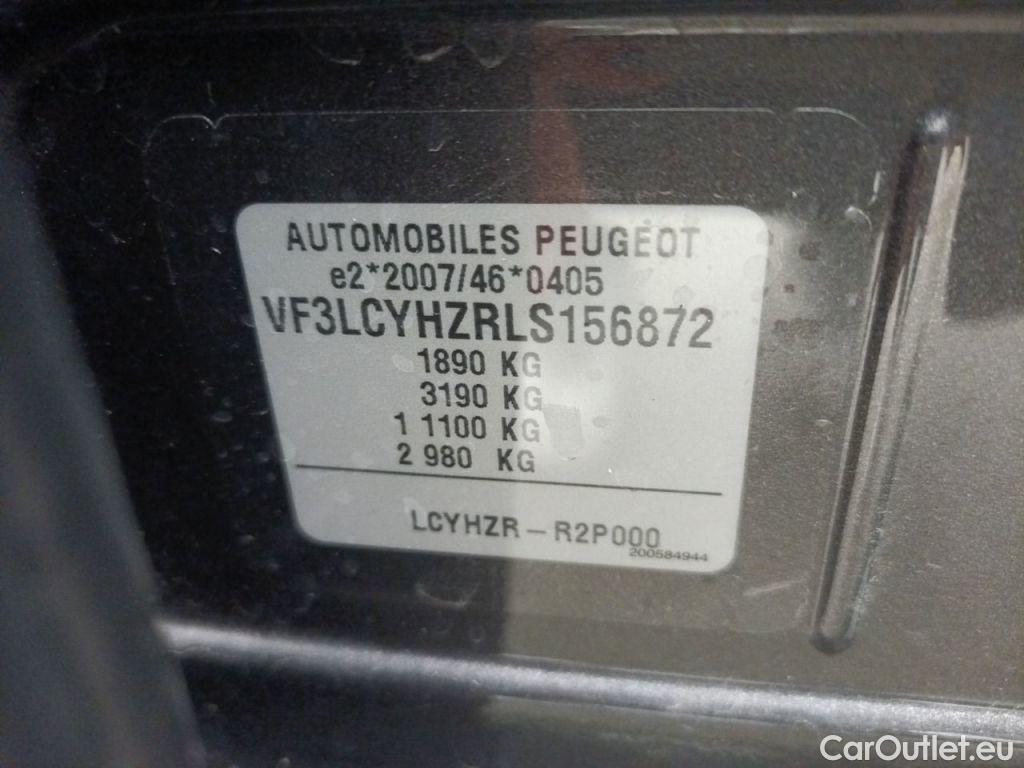 AUTOMOBILES PEUGEOT
e2*2007/46*0405
VF3LCYHZRLS156872
1890 KG
3190 KG
1 1100 KG
2 980 KG
LCYHZR – R2P000
200584944
CarOutlet.eu